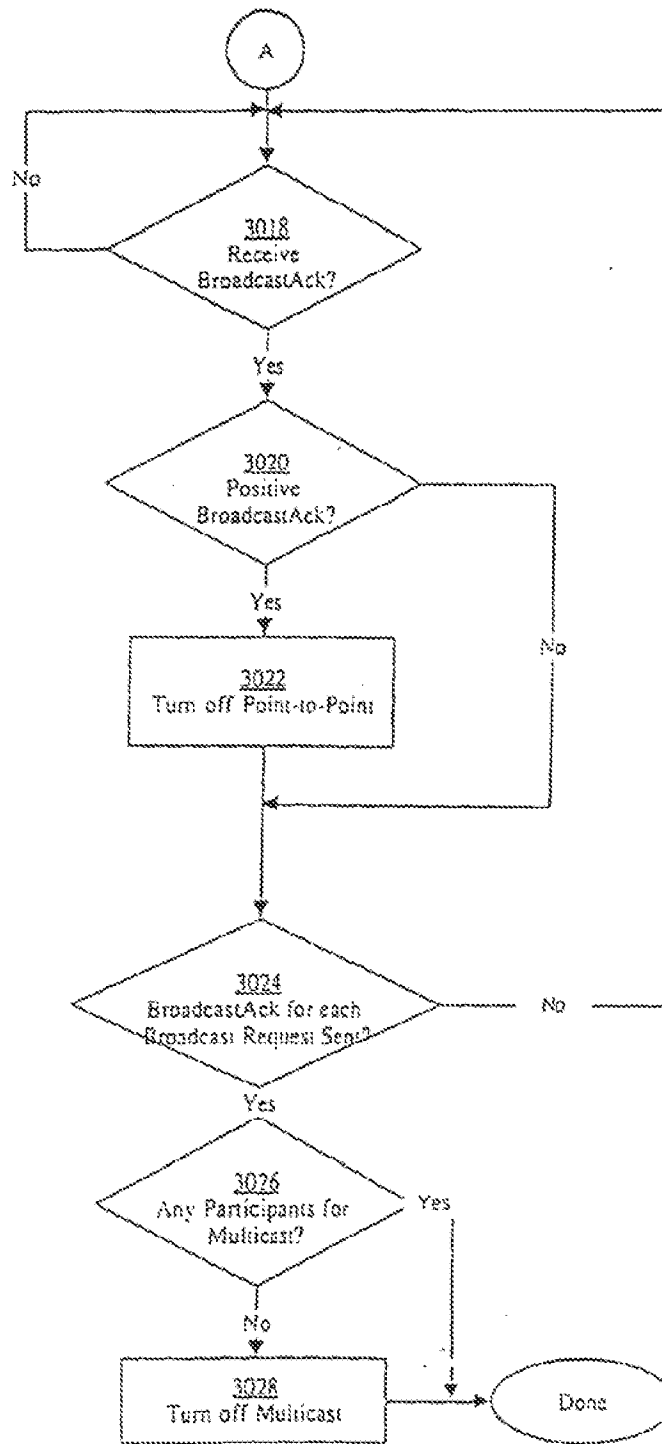 A
No
3018
Receive
BroadcastAck?
Yes
3020
Positive
BroadcastAck?
Yes
No
3022
Turn off Point-to-Point
3024
BroadcastAck for each
Broadcast Request Sent?
No
Yes
3026
Any Participants for
Multicast?
Yes
No
3028
Turn off Multicast
Done